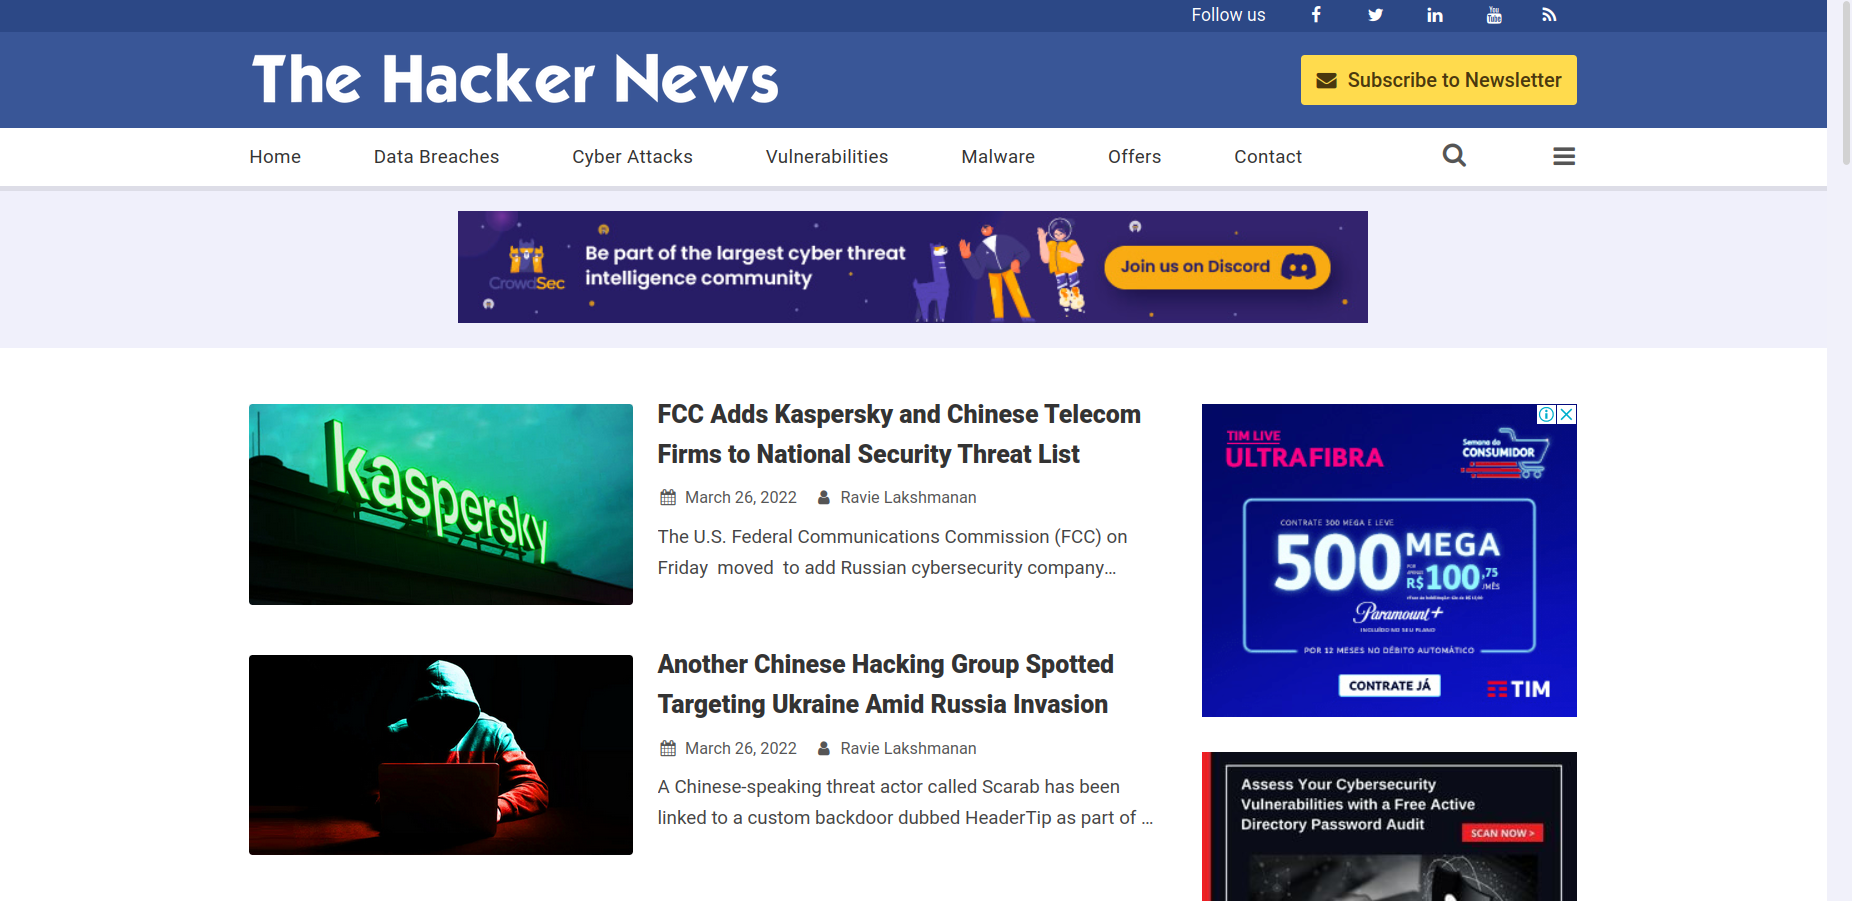 Follow us
The Hacker News
Subscribe to Newsletter
Home Data Breaches Cyber Attacks Vulnerabilities Malware Offers Contact
Be part of the largest cyber threat
intelligence community
CrowdSec
Join us on Discord
kaspersky
FCC Adds Kaspersky and Chinese Telecom
Firms to National Security Threat List
March 26, 2022 Ravie Lakshmanan
The U.S. Federal Communications Commission (FCC) on
Friday moved to add Russian cybersecurity company...
Another Chinese Hacking Group Spotted
Targeting Ukraine Amid Russia Invasion
March 26, 2022 Ravie Lakshmanan
A Chinese-speaking threat actor called Scarab has been
linked to a custom backdoor dubbed HeaderTip as part of ...
TIM LIVE
ULTRAFIBRA
Semana do
CONSUMIDOR
CONTRATE 300 MEGA E LEVE
500 MEGA
POR
APENAS
R$100,75
/MÊS
Paramount+
INCLUÍDO NO SEU PLANO
POR 12 MESES NO DÉBITO AUTOMÁTICO
CONTRATE JÁ
TIM
Assess Your Cybersecurity
Vulnerabilities with a Free Active
Directory Password Audit
SCAN NOW >